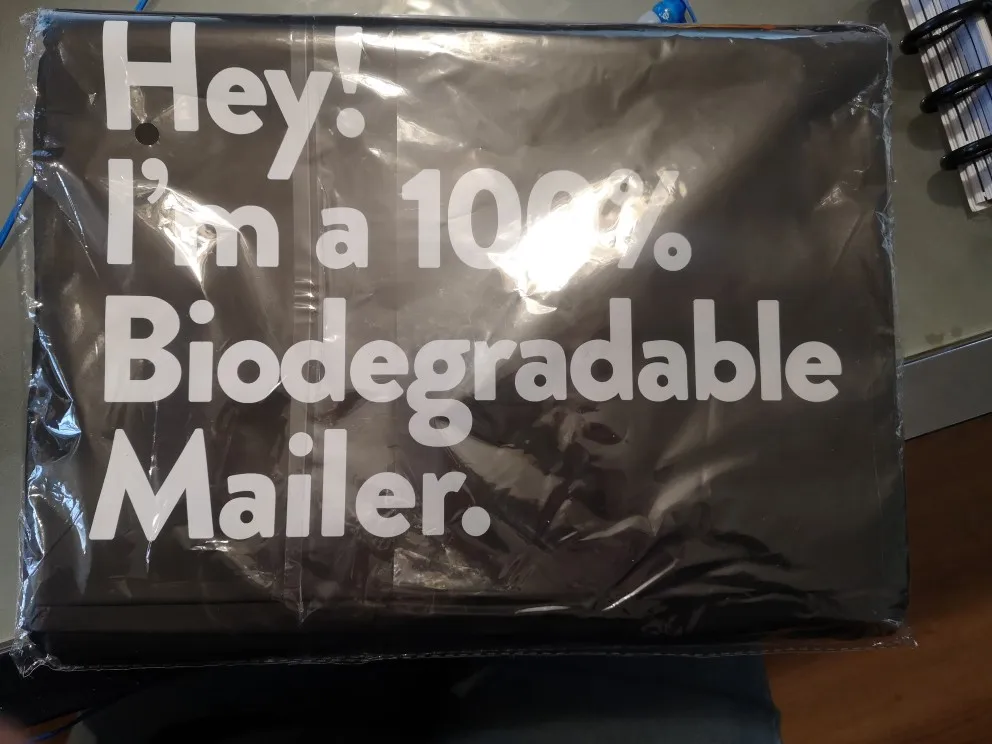 Hey!
I'm a 100%
Biodegradable
Mailer.